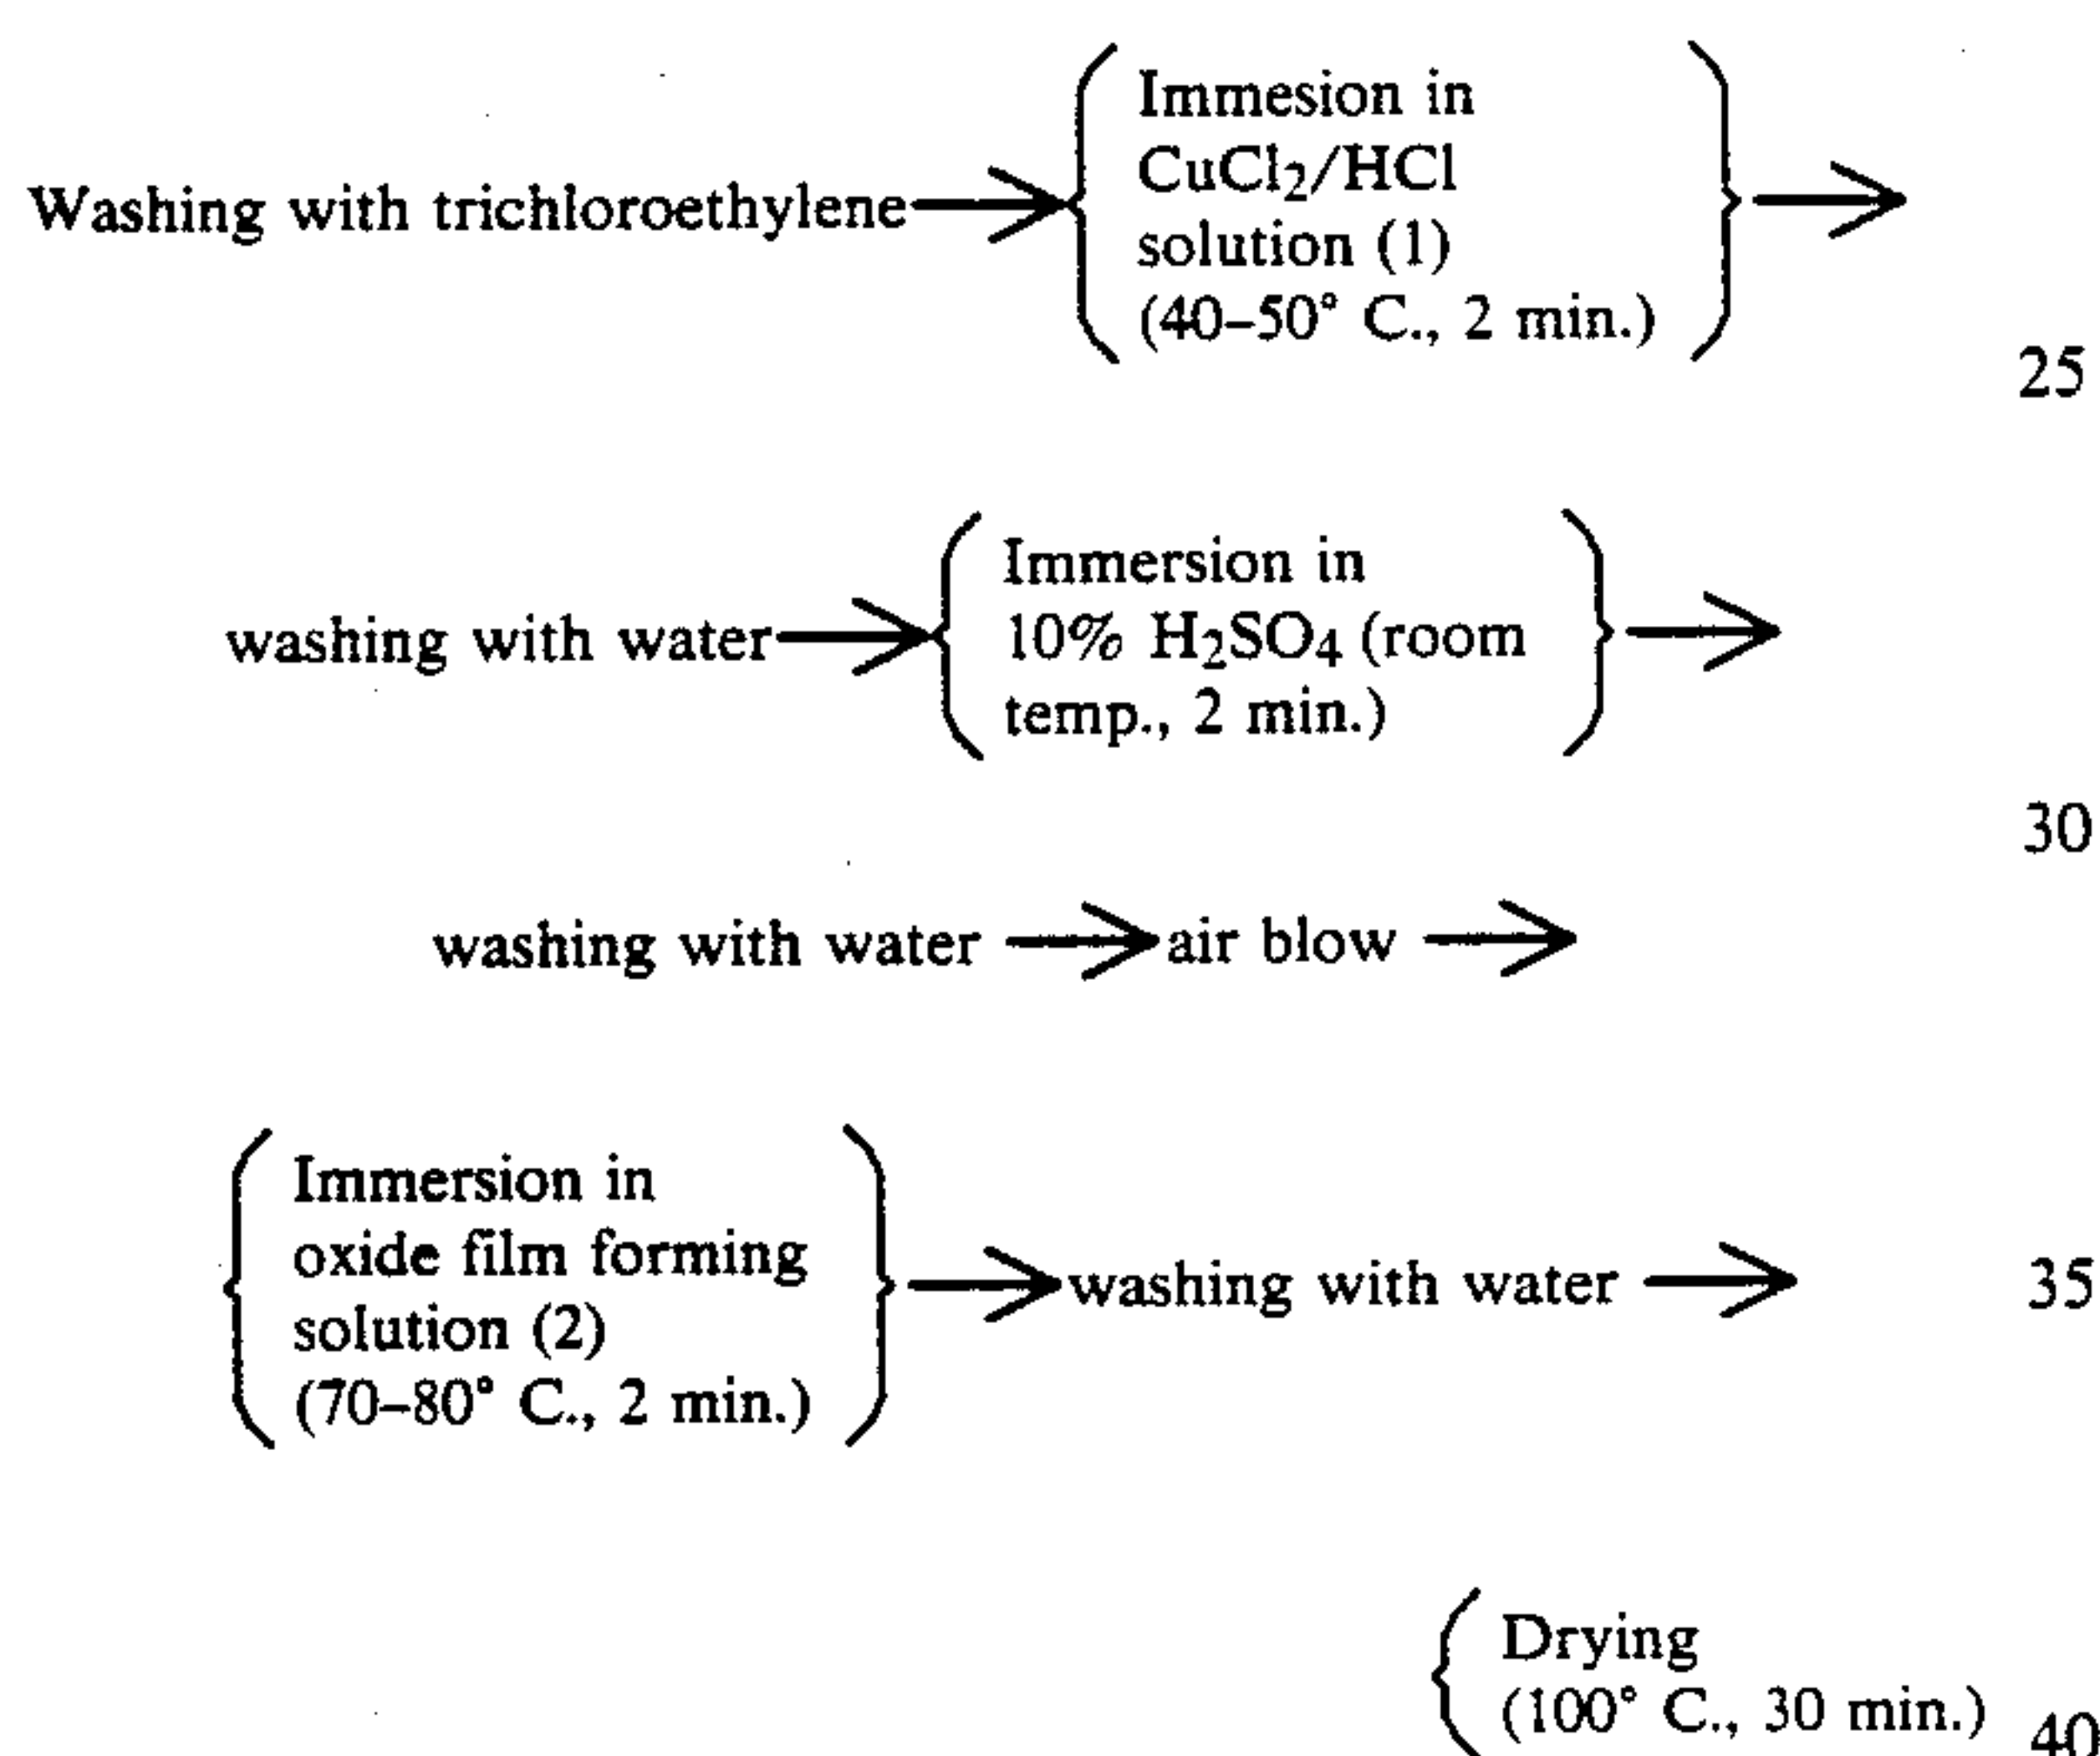 Immesion in
CuCl₂/HCl
Washing with trichloroethylene
solution (1)
(40–50° C., 2 min.)
25
Immersion in
washing with water 10% H₂SO₄ (room
temp., 2 min.)
30
washing with water air blow
Immersion in
oxide film forming
washing with water 35
solution (2)
(70–80° C., 2 min.)
Drying
(100° C., 30 min.) 40